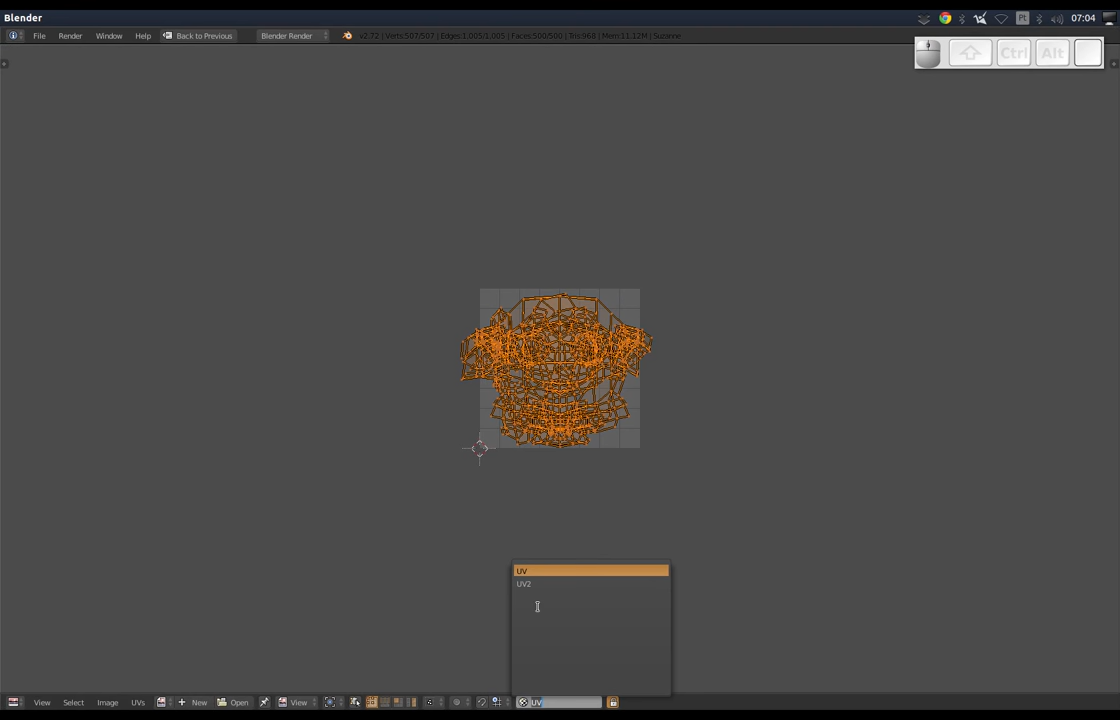 Blender
Pt 07:04
File Render Window Help Back to Previous Blender Render v2.72 | Verts:507/507 | Edges:1,005/1,005 | Faces:500/500 | Tris:968 | Mem:11.12M | Suzanne
Ctrl Alt
UV
UV2
View Select Image UVs New Open View UV